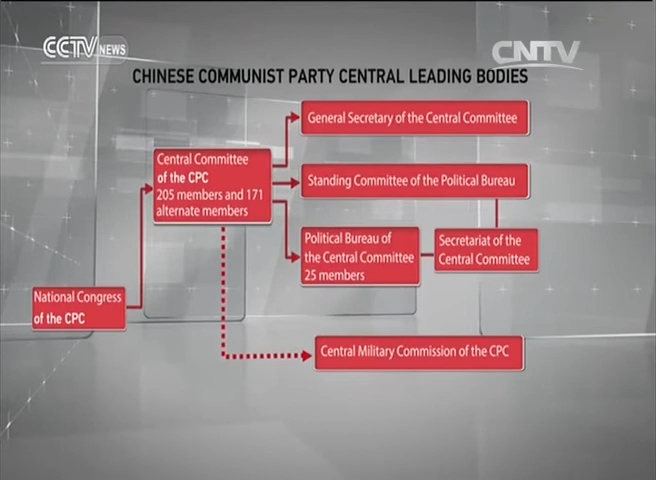 CCTV NEWS
CNTV
CHINESE COMMUNIST PARTY CENTRAL LEADING BODIES
General Secretary of the Central Committee
Central Committee
of the CPC
205 members and 171
alternate members
Standing Committee of the Political Bureau
Political Bureau of
the Central Committee
25 members
Secretariat of the
Central Committee
National Congress
of the CPC
Central Military Commission of the CPC